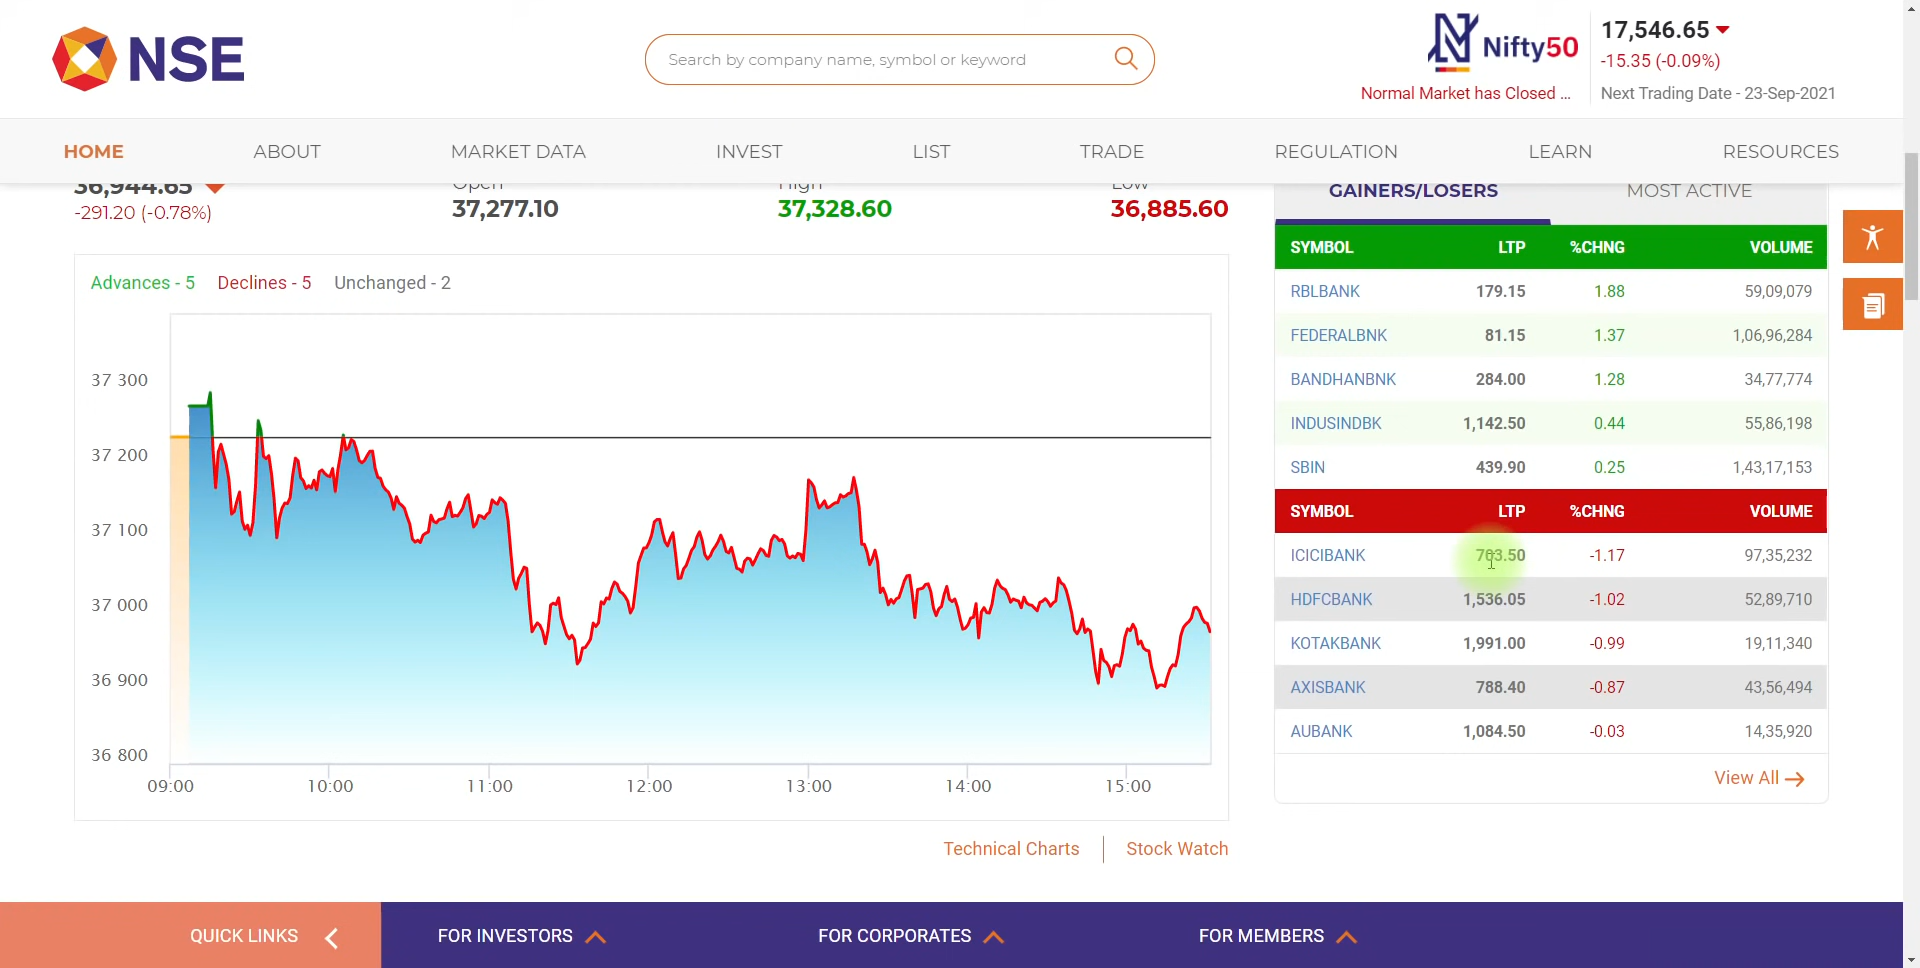 NSE
Search by company name, symbol or keyword
Nifty50
17,546.65
-15.35 (-0.09%)
Normal Market has Closed ...
Next Trading Date - 23-Sep-2021
HOME ABOUT MARKET DATA INVEST LIST TRADE REGULATION LEARN RESOURCES
36,944.65 Open High Low
-291.20 (-0.78%) 37,277.10 37,328.60 36,885.60
Advances - 5 Declines - 5 Unchanged - 2
37 300
37 200
37 100
37 000
36 900
36 800
09:00 10:00 11:00 12:00 13:00 14:00 15:00
Technical Charts Stock Watch
GAINERS/LOSERS MOST ACTIVE
SYMBOL LTP %CHNG VOLUME
RBLBANK 179.15 1.88 59,09,079
FEDERALBNK 81.15 1.37 1,06,96,284
BANDHANBNK 284.00 1.28 34,77,774
INDUSINDBK 1,142.50 0.44 55,86,198
SBIN 439.90 0.25 1,43,17,153
SYMBOL LTP %CHNG VOLUME
ICICIBANK 703.50 -1.17 97,35,232
HDFCBANK 1,536.05 -1.02 52,89,710
KOTAKBANK 1,991.00 -0.99 19,11,340
AXISBANK 788.40 -0.87 43,56,494
AUBANK 1,084.50 -0.03 14,35,920
View All
QUICK LINKS FOR INVESTORS FOR CORPORATES FOR MEMBERS